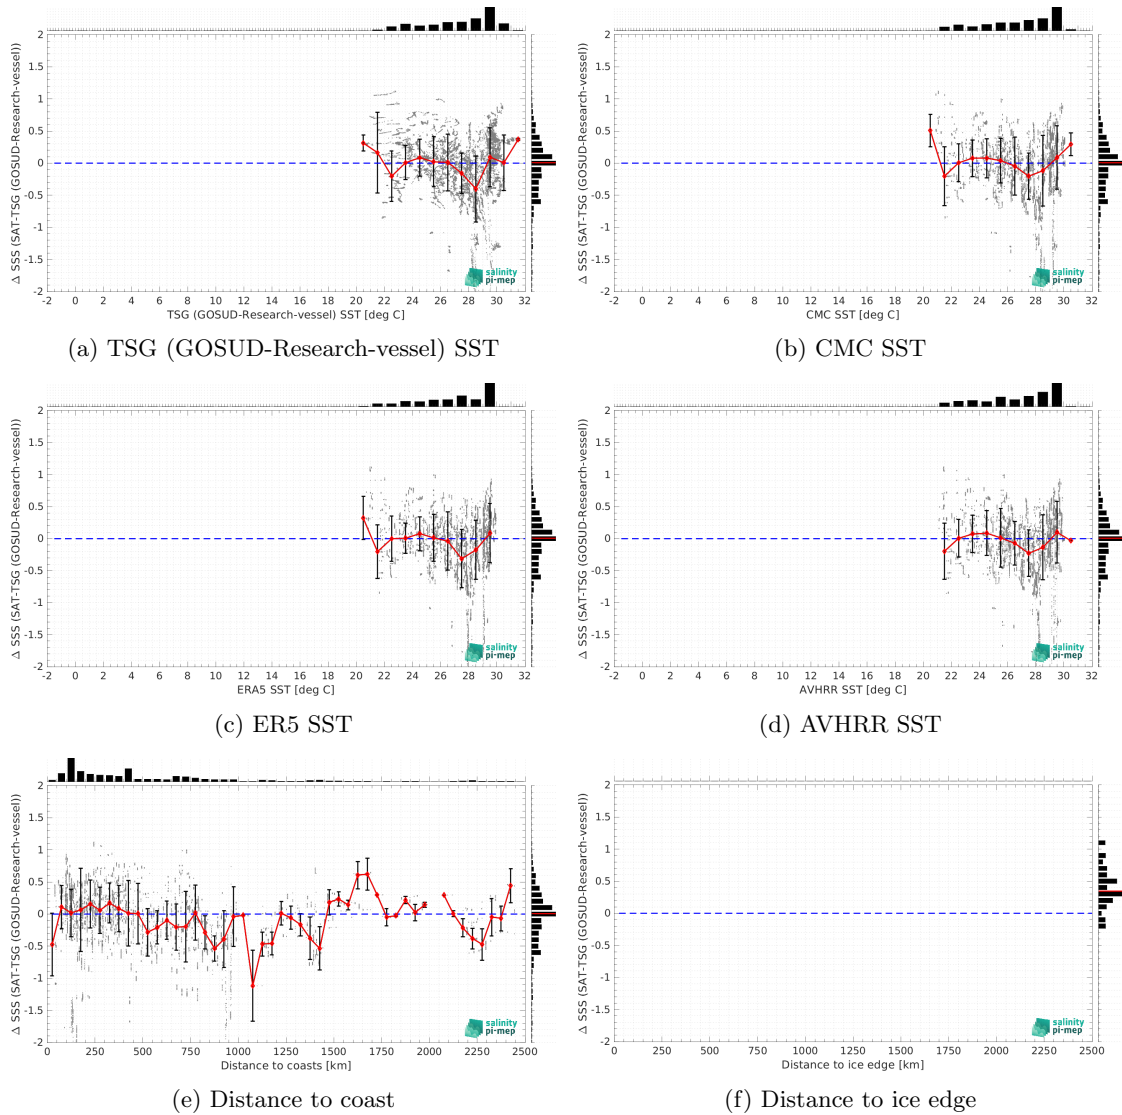 2
1.5
1
0.5
0
-0.5
-1
-1.5
-2
Δ SSS (SAT-TSG (GOSUD-Research-vessel))
salinity
pi-mep
-2 0 2 4 6 8 10 12 14 16 18 20 22 24 26 28 30 32
TSG (GOSUD-Research-vessel) SST [deg C]
(a) TSG (GOSUD-Research-vessel) SST
2
1.5
1
0.5
0
-0.5
-1
-1.5
-2
Δ SSS (SAT-TSG (GOSUD-Research-vessel))
salinity
pi-mep
-2 0 2 4 6 8 10 12 14 16 18 20 22 24 26 28 30 32
CMC SST [deg C]
(b) CMC SST
2
1.5
1
0.5
0
-0.5
-1
-1.5
-2
Δ SSS (SAT-TSG (GOSUD-Research-vessel))
salinity
pi-mep
-2 0 2 4 6 8 10 12 14 16 18 20 22 24 26 28 30 32
ERA5 SST [deg C]
(c) ER5 SST
2
1.5
1
0.5
0
-0.5
-1
-1.5
-2
Δ SSS (SAT-TSG (GOSUD-Research-vessel))
salinity
pi-mep
-2 0 2 4 6 8 10 12 14 16 18 20 22 24 26 28 30 32
AVHRR SST [deg C]
(d) AVHRR SST
2
1.5
1
0.5
0
-0.5
-1
-1.5
-2
Δ SSS (SAT-TSG (GOSUD-Research-vessel))
salinity
pi-mep
0 250 500 750 1000 1250 1500 1750 2000 2250 2500
Distance to coasts [km]
(e) Distance to coast
2
1.5
1
0.5
0
-0.5
-1
-1.5
-2
Δ SSS (SAT-TSG (GOSUD-Research-vessel))
salinity
pi-mep
0 250 500 750 1000 1250 1500 1750 2000 2250 2500
Distance to ice edge [km]
(f) Distance to ice edge